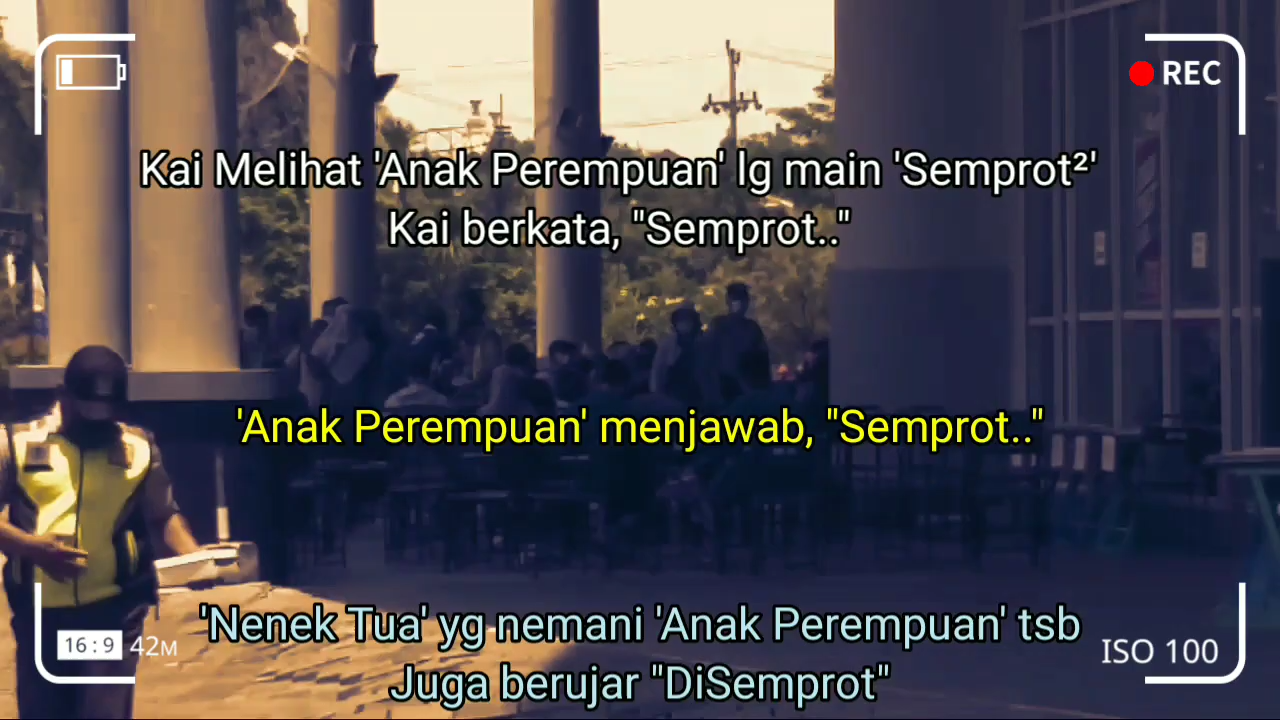 REC
Kai Melihat 'Anak Perempuan' lg main 'Semprot²'
Kai berkata, "Semprot.."
'Anak Perempuan' menjawab, "Semprot.."
'Nenek Tua' yg nemani 'Anak Perempuan' tsb
Juga berujar "DiSemprot"
16:9 42M
ISO 100